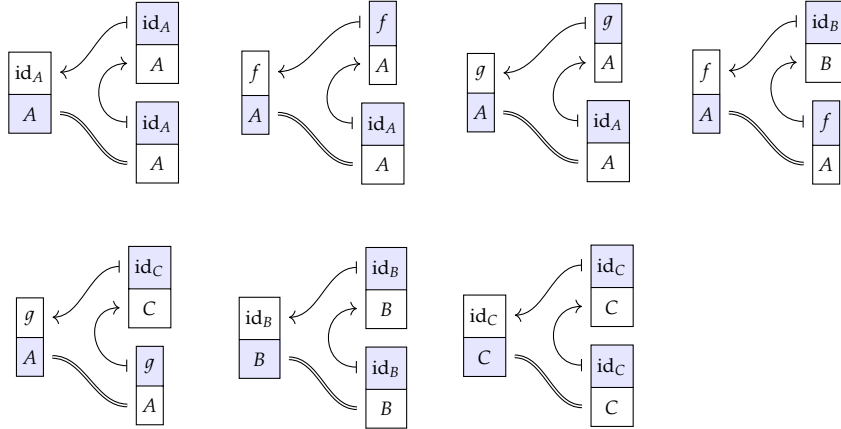 id_A id_A A A id_A A
f f A A id_A A
g g A A id_A A
f id_B B A f A
g id_C C A g A
id_B id_B B B id_B B
id_C id_C C C id_C C